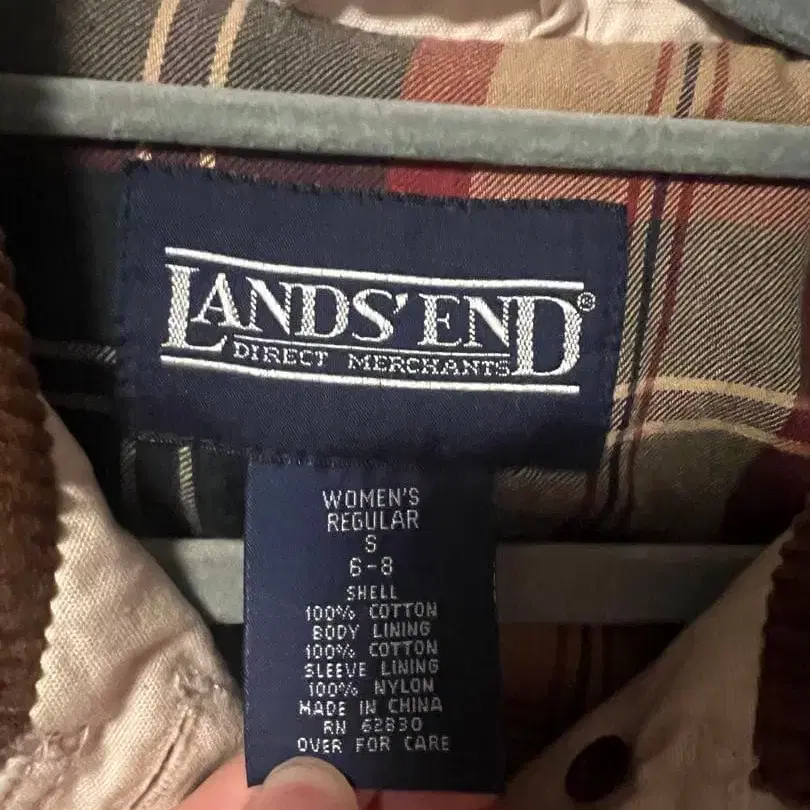 LANDS' END®
DIRECT MERCHANTS
WOMEN'S
REGULAR
S
6-8
SHELL
100% COTTON
BODY LINING
100% COTTON
SLEEVE LINING
100% NYLON
MADE IN CHINA
RN 62830
OVER FOR CARE